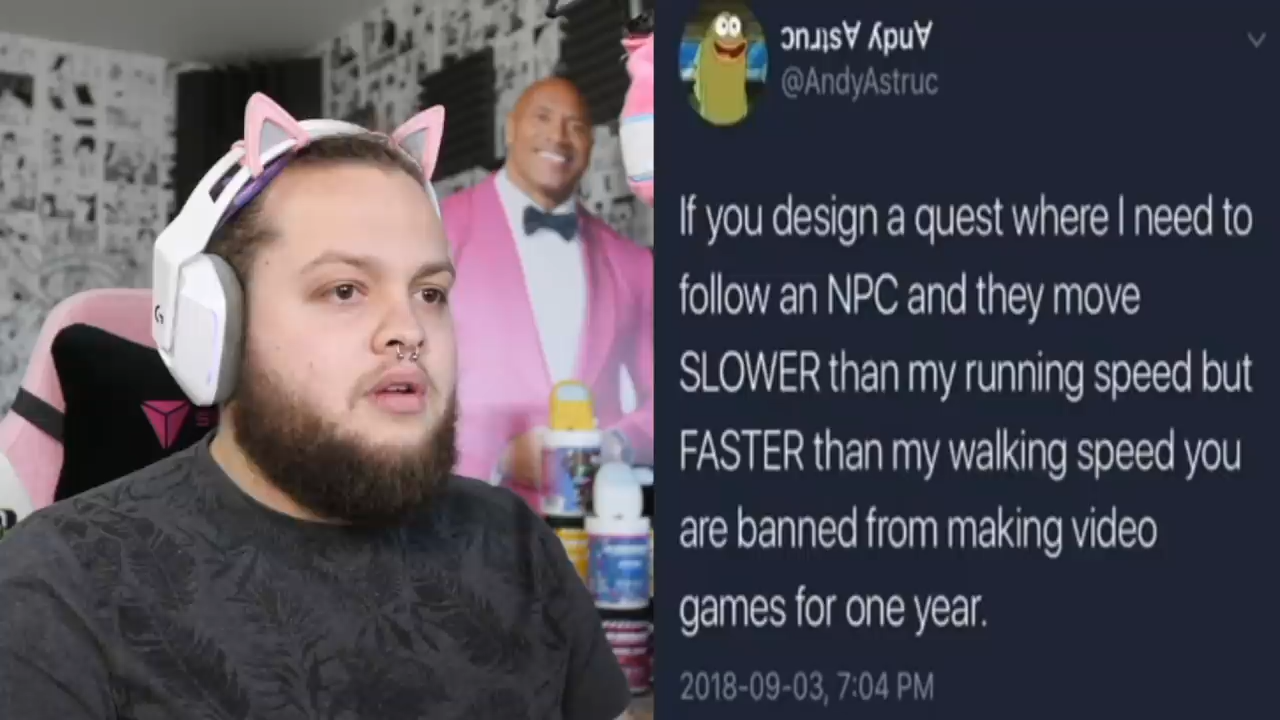 ɔnɹʇs∀ ʎpu∀
@AndyAstruc
If you design a quest where I need to
follow an NPC and they move
SLOWER than my running speed but
FASTER than my walking speed you
are banned from making video
games for one year.
2018-09-03, 7:04 PM